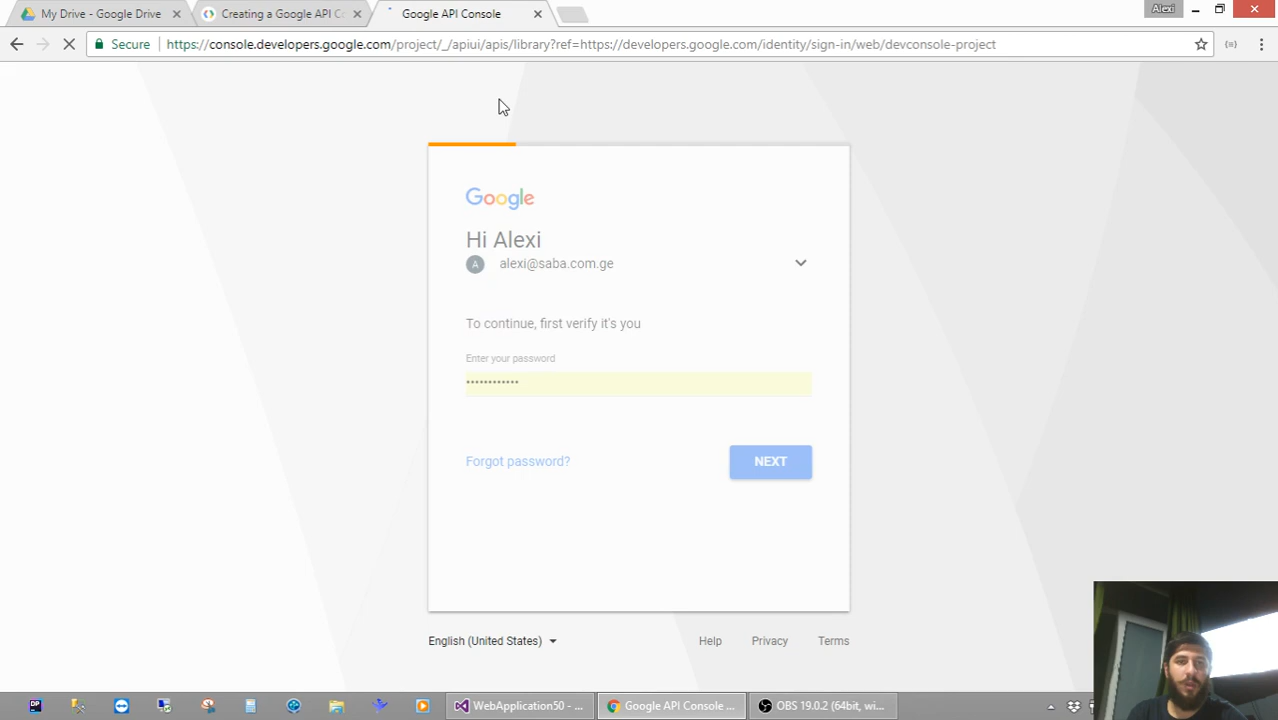 My Drive - Google Drive
Creating a Google API Co
Google API Console
Alexi
Secure
https://console.developers.google.com/project/_/apiui/apis/library?ref=https://developers.google.com/identity/sign-in/web/devconsole-project
Google
Hi Alexi
A
alexi@saba.com.ge
To continue, first verify it's you
Enter your password
••••••••••••
Forgot password?
NEXT
English (United States)
Help
Privacy
Terms
DP
WebApplication50 - ...
Google API Console ...
OBS 19.0.2 (64bit, wi...